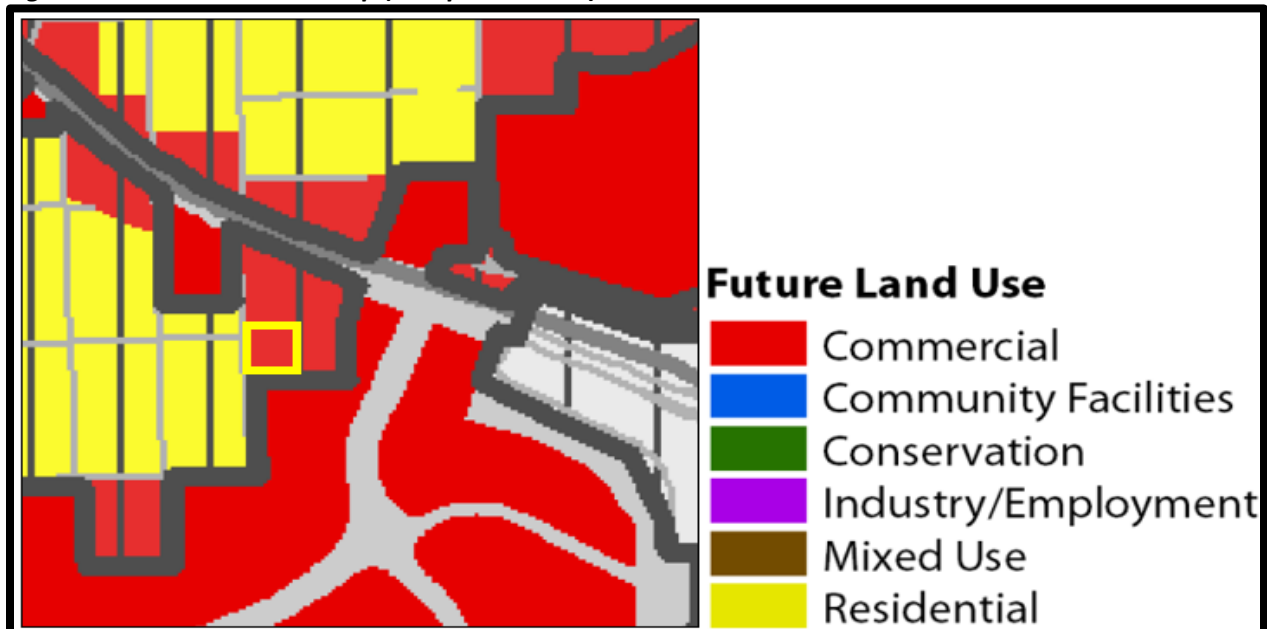 Future Land Use
Commercial
Community Facilities
Conservation
Industry/Employment
Mixed Use
Residential